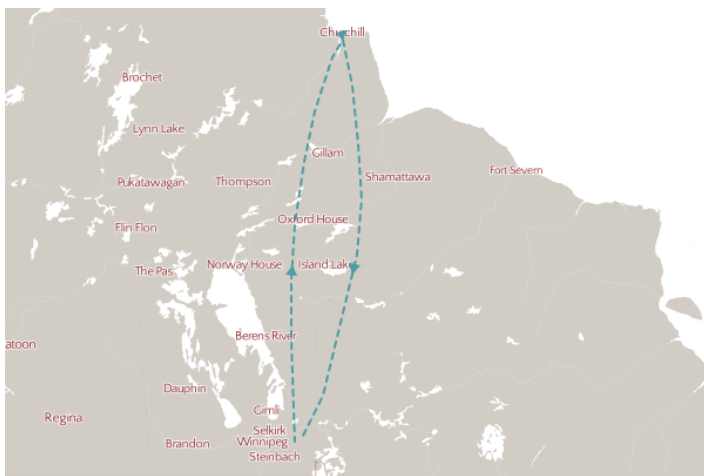 Churchill
Brochet
Lynn Lake
Gillam
Fort Severn
Shamattawa
Pukatawagan
Thompson
Oxford House
Flin Flon
Norway House
Island Lake
The Pas
Berens River
atoon
Dauphin
Gimli
Regina
Selkirk
Brandon
Winnipeg
Steinbach